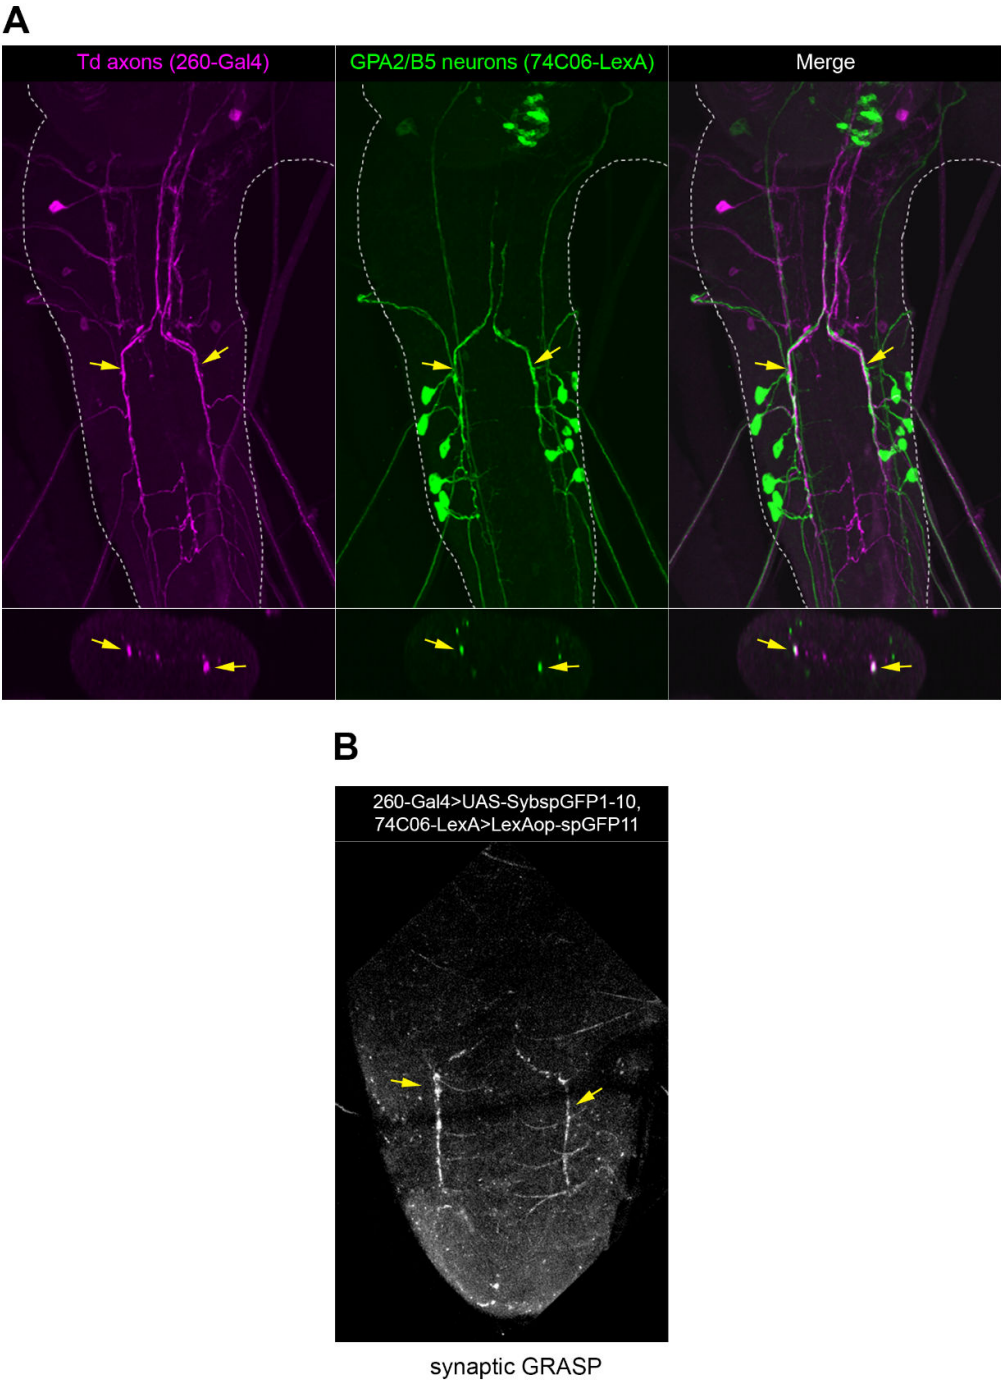 A
Td axons (260-Gal4)
GPA2/B5 neurons (74C06-LexA)
Merge
B
260-Gal4>UAS-SybspGFP1-10,
74C06-LexA>LexAop-spGFP11
synaptic GRASP